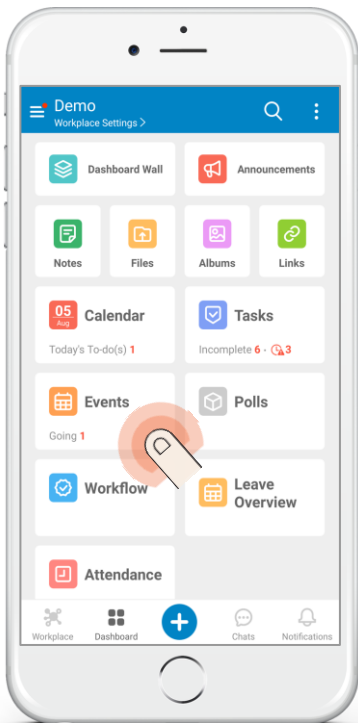 Demo
Workplace Settings >
Dashboard Wall
Announcements
Notes
Files
Albums
Links
05
Aug
Calendar
Today's To-do(s) 1
Tasks
Incomplete 6 - 3
Events
Going 1
Polls
Workflow
Leave
Overview
Attendance
Workplace
Dashboard
Chats
Notifications